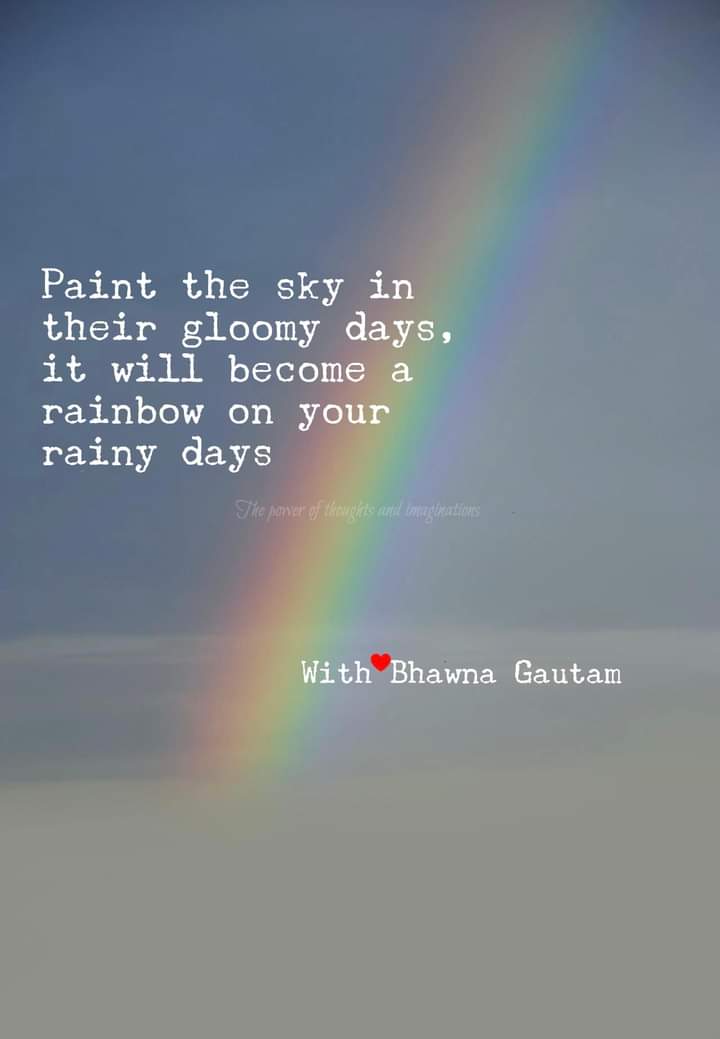 Paint the sky in
their gloomy days,
it will become a
rainbow on your
rainy days
The power of thoughts and imaginations
With❤Bhawna Gautam